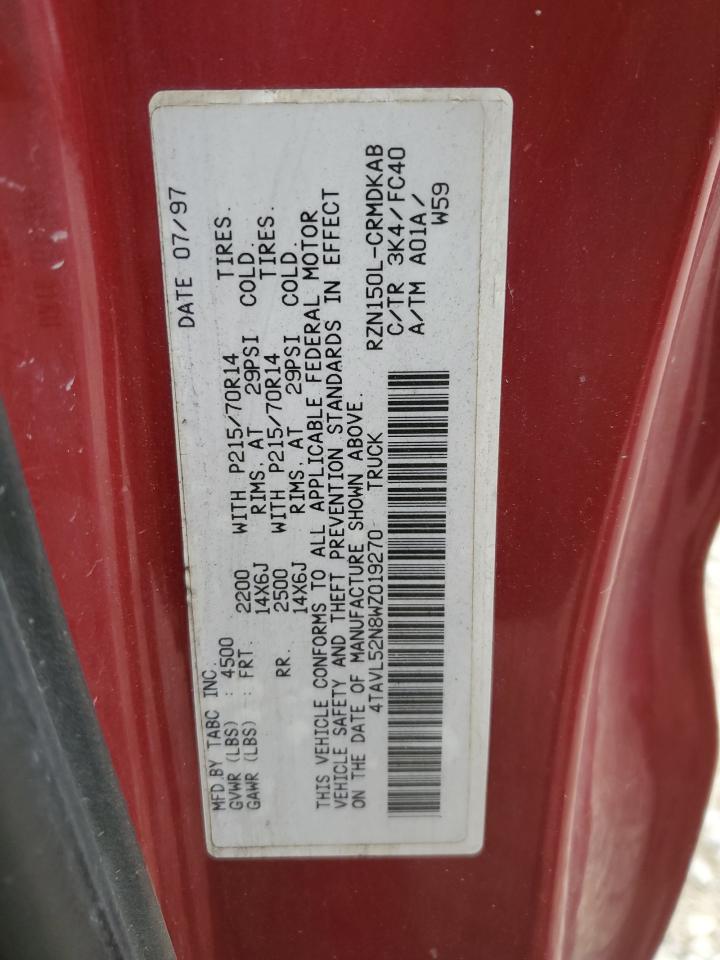 MFD.BY TABC INC. DATE 07/97
GVWR (LBS) : 4500
GAWR (LBS) : FRT. 2200 WITH P215/70R14 TIRES.
14X6J RIMS. AT 29PSI COLD.
RR. 2500 WITH P215/70R14 TIRES.
14X6J RIMS. AT 29PSI COLD.
THIS VEHICLE CONFORMS TO ALL APPLICABLE FEDERAL MOTOR
VEHICLE SAFETY AND THEFT PREVENTION STANDARDS IN EFFECT
ON THE DATE OF MANUFACTURE SHOWN ABOVE.
4TAVL52N8WZ019270 TRUCK
RZN150L-CRMDKAB
C/TR 3K4/FC40
A/TM A01A/
W59